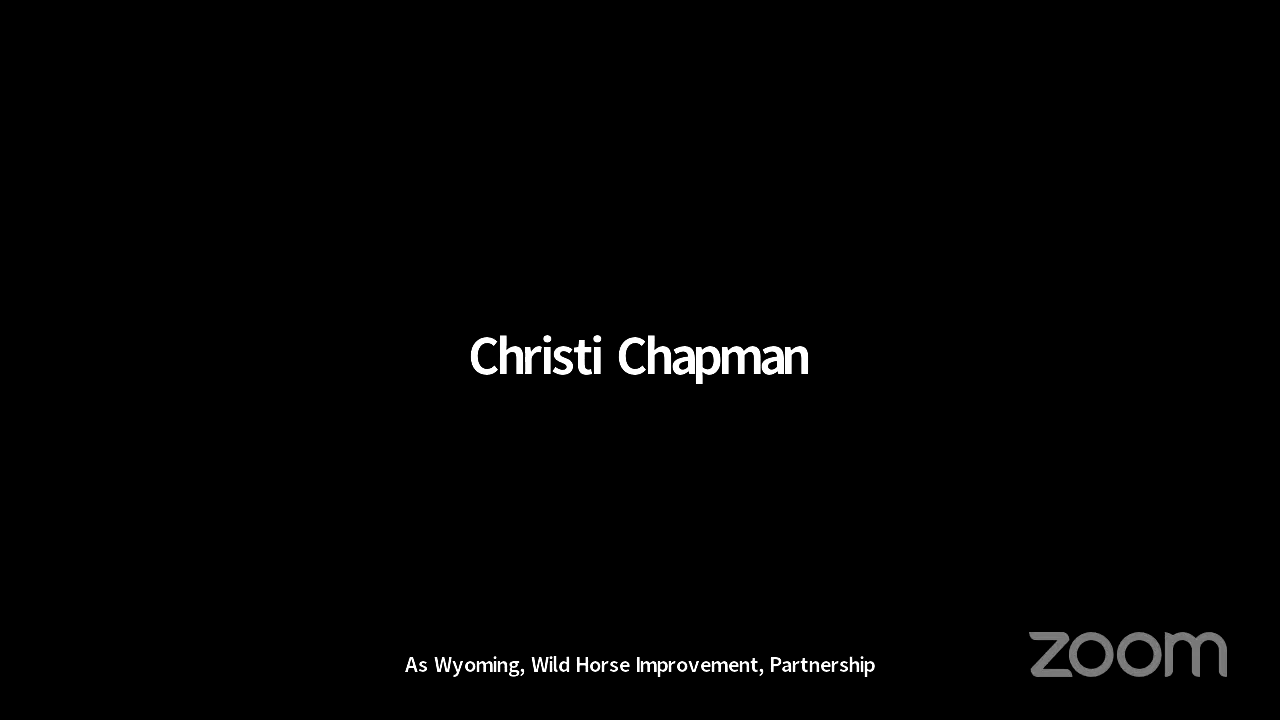 Christi Chapman
As Wyoming, Wild Horse Improvement, Partnership
zoom